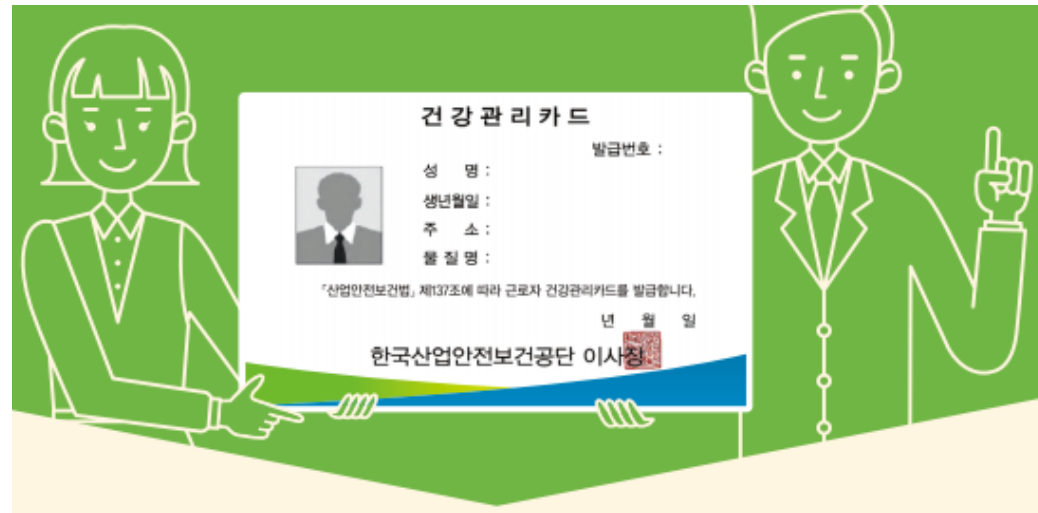 건강관리카드
발급번호 :
성 명 :
생년월일 :
주 소 :
물 질 명 :
「산업안전보건법」 제137조에 따라 근로자 건강관리카드를 발급합니다.
년 월 일
한국산업안전보건공단 이사장